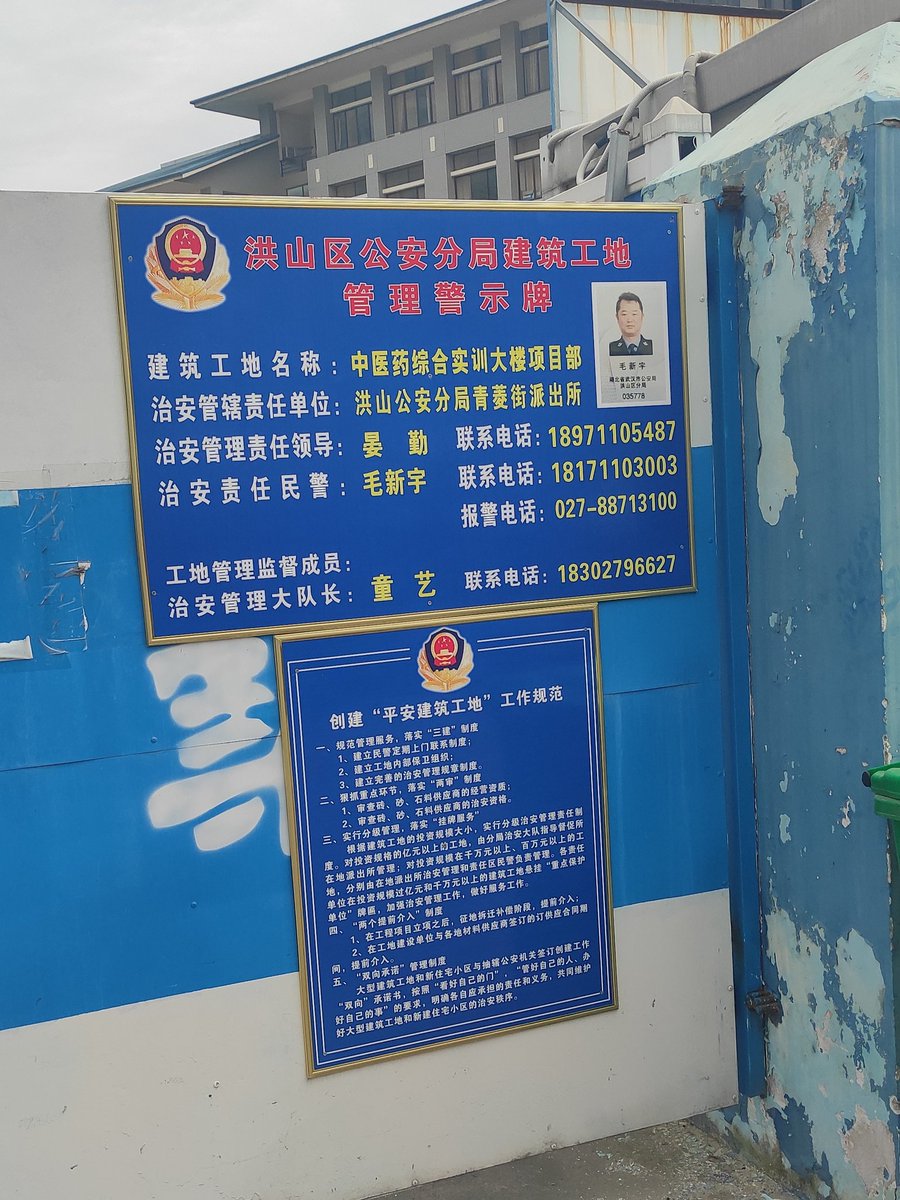 洪山区公安分局建筑工地
管理警示牌
毛新宇
湖北省武汉市公安局
洪山区分局
035778
建筑工地名称：中医药综合实训大楼项目部
治安管辖责任单位：洪山公安分局青菱街派出所
治安管理责任领导：晏 勤 联系电话：18971105487
治安责任民警：毛新宇 联系电话：18171103003
报警电话：027-88713100
工地管理监督成员：
治安管理大队长：童 艺 联系电话：18302796627
创建“平安建筑工地”工作规范
一、规范管理服务，落实“三建”制度
1、建立民警定期上门联系制度；
2、建立工地内部保卫组织；
3、建立完善的治安管理规章制度。
二、狠抓重点环节，落实“两审”制度
1、审查砖、砂、石料供应商的经营资质；
2、审查砖、砂、石料供应商的治安资格。
三、实行分级管理，落实“挂牌服务”
根据建筑工地的投资规模大小，实行分级治安管理责任制
度。对投资规格的亿元以上的工地，由分局治安大队指导督促所
在地派出所管理；对投资规模在千万元以上、百万元以上的工
地，分别由在地派出所治安管理和责任区民警负责管理。各责任
单位在投资规模过亿元和千万元以上的建筑工地悬挂“重点保护
单位”牌匾，加强治安管理工作，做好服务工作。
四、“两个提前介入”制度
1、在工程项目立项之后，征地拆迁补偿阶段，提前介入；
2、在工地建设单位与各地材料供应商签订的订供应合同期
间，提前介入。
五、“双向承诺”管理制度
大型建筑工地和新住宅小区与抽辖公安机关签订创建工作
“双向”承诺书，按照“看好自己的门”，“管好自己的人、办
好自己的事”的要求，明确各自应承担的责任和义务，共同维护
好大型建筑工地和新建住宅小区的治安秩序。